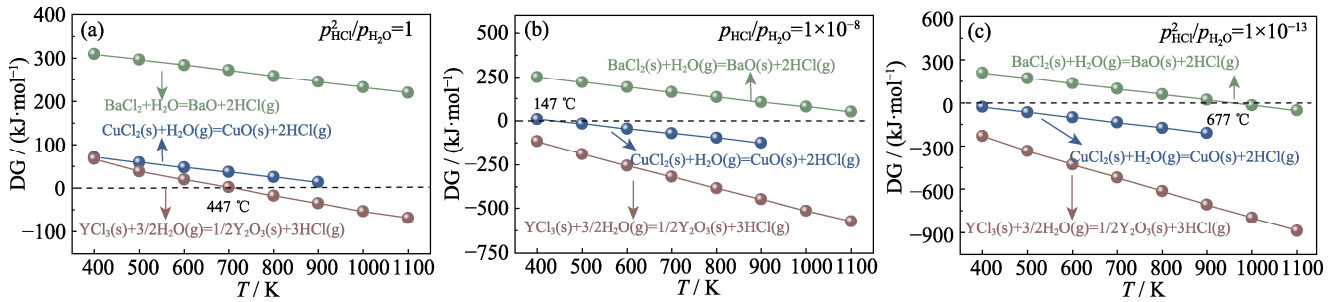 (a)
p²HCl/pH₂O=1
DG / (kJ·mol⁻¹)
300
200
100
0
−100
BaCl₂+H₂O=BaO+2HCl(g)
CuCl₂(s)+H₂O(g)=CuO(s)+2HCl(g)
447 ℃
YCl₃(s)+3/2H₂O(g)=1/2Y₂O₃(s)+3HCl(g)
400 500 600 700 800 900 1000 1100
T / K
(b)
pHCl/pH₂O=1×10⁻⁸
DG / (kJ·mol⁻¹)
500
250
0
−250
−500
−750
BaCl₂(s)+H₂O(g)=BaO(s)+2HCl(g)
147 ℃
CuCl₂(s)+H₂O(g)=CuO(s)+2HCl(g)
YCl₃(s)+3/2H₂O(g)=1/2Y₂O₃(s)+3HCl(g)
400 500 600 700 800 900 1000 1100
T / K
(c)
p²HCl/pH₂O=1×10⁻¹³
DG / (kJ·mol⁻¹)
600
300
0
−300
−600
−900
BaCl₂(s)+H₂O(g)=BaO(s)+2HCl(g)
677 ℃
CuCl₂(s)+H₂O(g)=CuO(s)+2HCl(g)
YCl₃(s)+3/2H₂O(g)=1/2Y₂O₃(s)+3HCl(g)
400 500 600 700 800 900 1000 1100
T / K